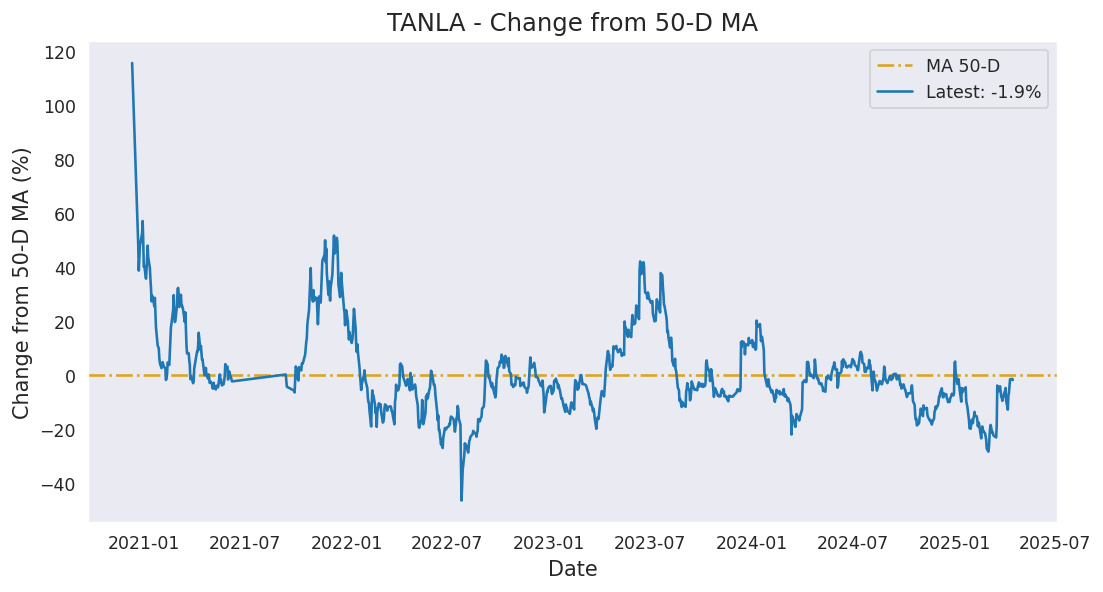 TANLA - Change from 50-D MA
MA 50-D
Latest: -1.9%
Change from 50-D MA (%)
120
100
80
60
40
20
0
−20
−40
2021-01 2021-07 2022-01 2022-07 2023-01 2023-07 2024-01 2024-07 2025-01 2025-07
Date